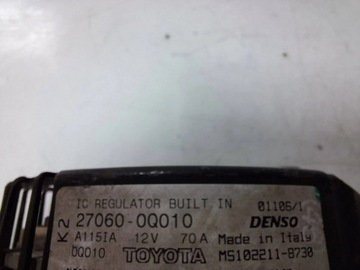 IC REGULATOR BUILT IN 01106/1
K2 27060-0Q010 DENSO
A115IA 12V 70A Made in Italy
0Q010 TOYOTA MS102211-8730